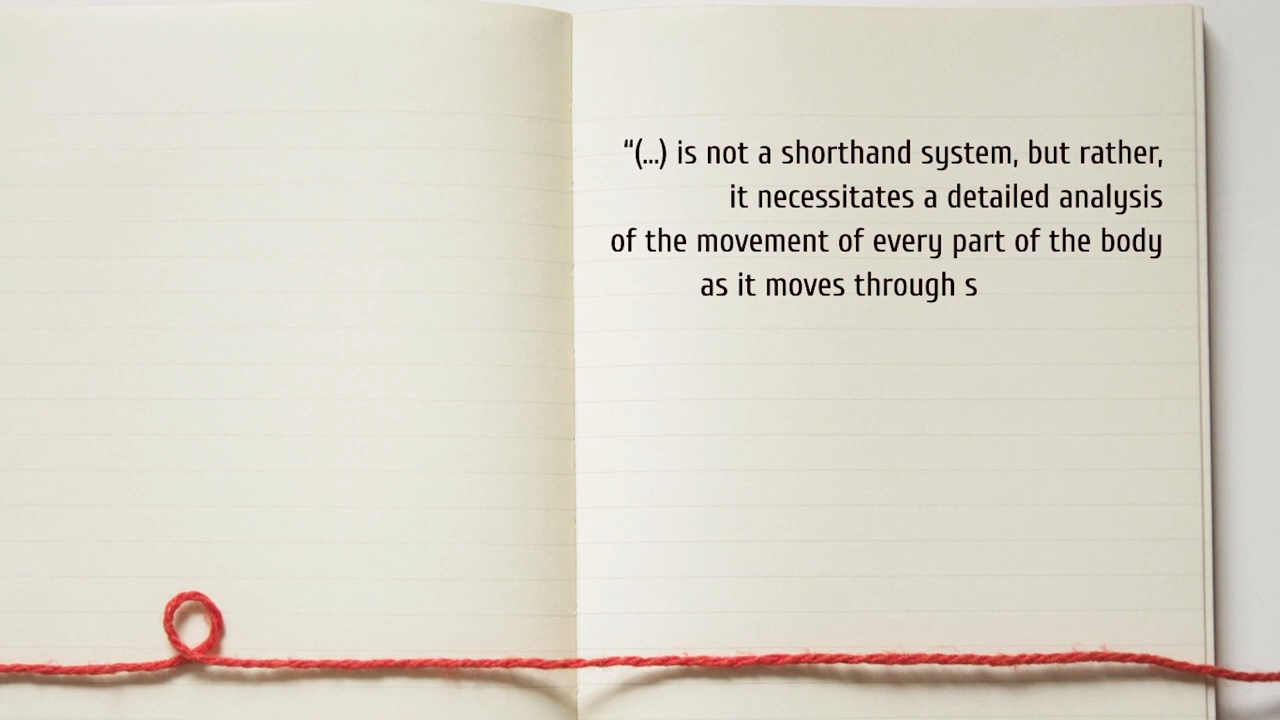 “(...) is not a shorthand system, but rather,
it necessitates a detailed analysis
of the movement of every part of the body
as it moves through s